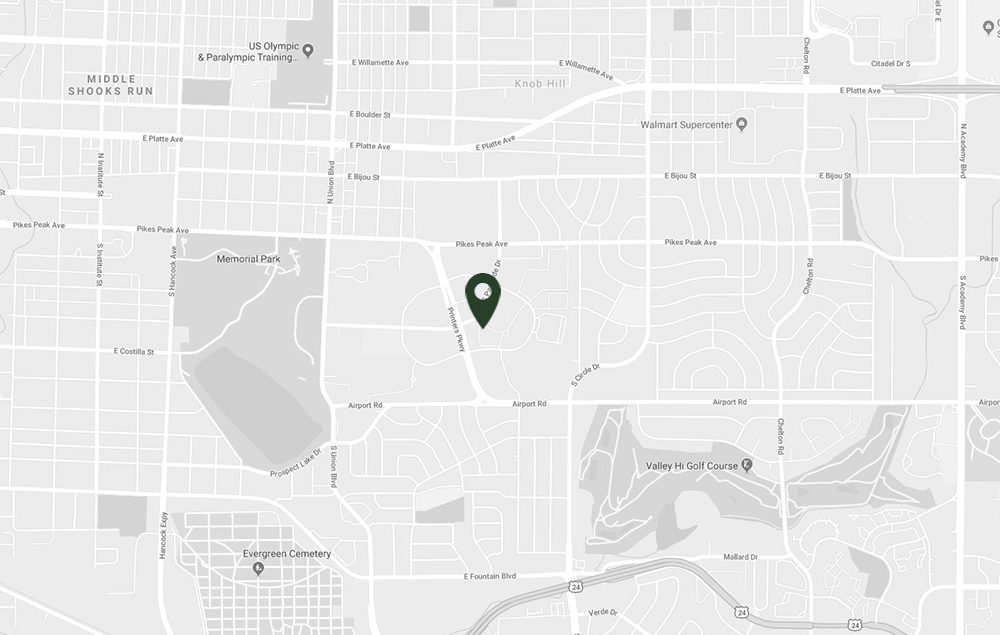 US Olympic
& Paralympic Training...
E Willamette Ave
E Willamette Ave
Chelton Rd
Citadel Dr S
MIDDLE
SHOOKS RUN
Knob Hill
E Platte Ave
E Boulder St
Walmart Supercenter
N Academy Blvd
E Platte Ave
E Platte Ave
E Platte Ave
N Institute St
N Union Blvd
E Bijou St
E Bijou St
E Bijou St
St
Pikes Peak Ave
Pikes Peak Ave
Pikes Peak Ave
Pikes Peak Ave
Pikes
S Institute St
S Hancock Ave
Memorial Park
Chelton Rd
S Academy Blvd
Printers Pkwy
E Costilla St
S Circle Dr
Airport Rd
Airport Rd
Airport Rd
Airport
Chelton Rd
S Union Blvd
Prospect Lake Dr
Valley Hi Golf Course
Hancock Expy
Evergreen Cemetery
Mallard Dr
E Fountain Blvd
24
24
24
Verde Dr